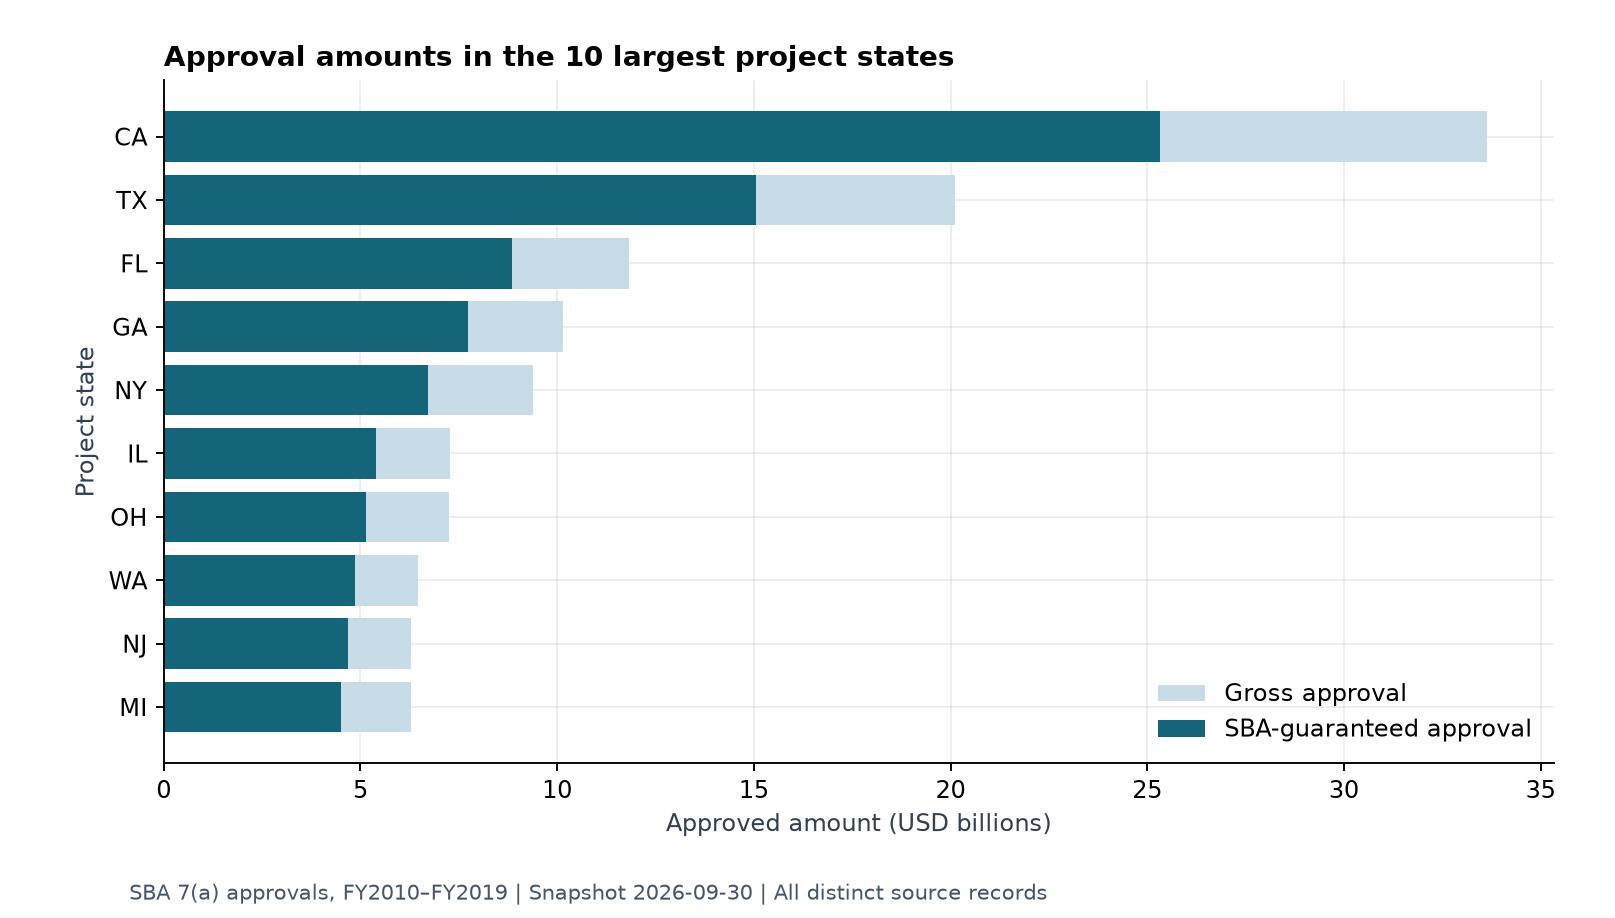 Approval amounts in the 10 largest project states
Project state
CA
TX
FL
GA
NY
IL
OH
WA
NJ
MI
Gross approval
SBA-guaranteed approval
0 5 10 15 20 25 30 35
Approved amount (USD billions)
SBA 7(a) approvals, FY2010–FY2019 | Snapshot 2026-09-30 | All distinct source records